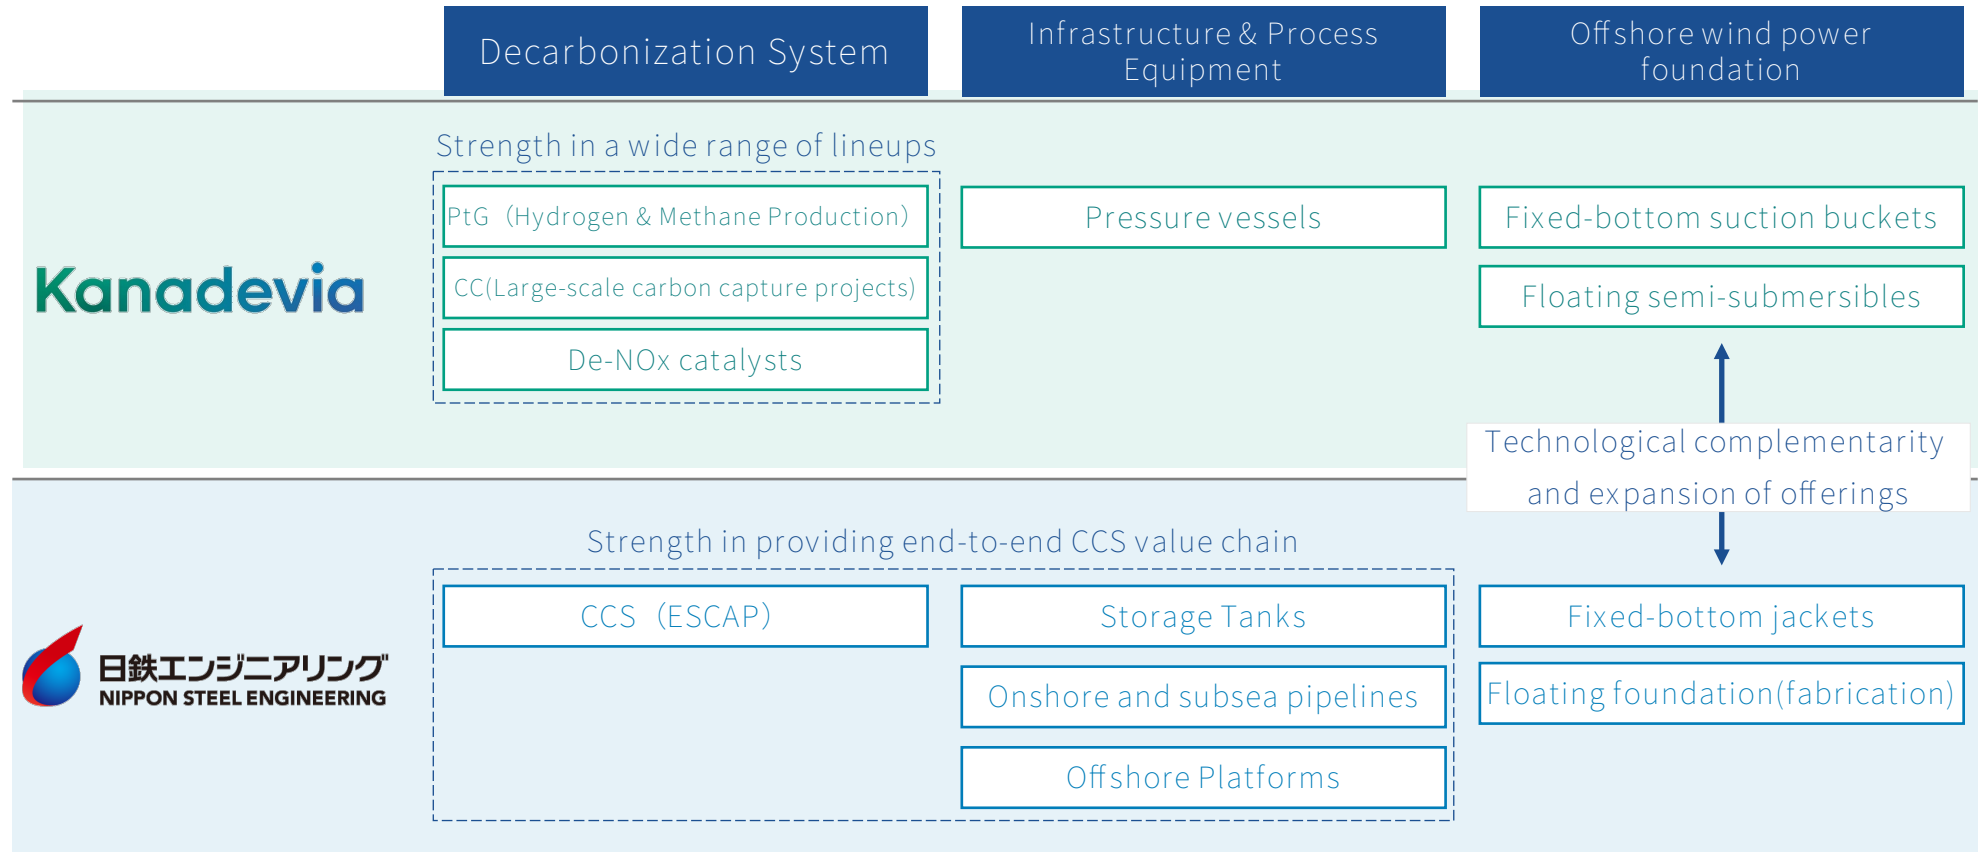 Decarbonization System
Infrastructure & Process
Equipment
Offshore wind power
foundation
Kanadevia
Strength in a wide range of lineups
PtG（Hydrogen & Methane Production）
CC(Large-scale carbon capture projects)
De-NOx catalysts
Pressure vessels
Fixed-bottom suction buckets
Floating semi-submersibles
Technological complementarity
and expansion of offerings
日鉄エンジニアリング
NIPPON STEEL ENGINEERING
Strength in providing end-to-end CCS value chain
CCS（ESCAP）
Storage Tanks
Onshore and subsea pipelines
Offshore Platforms
Fixed-bottom jackets
Floating foundation(fabrication)